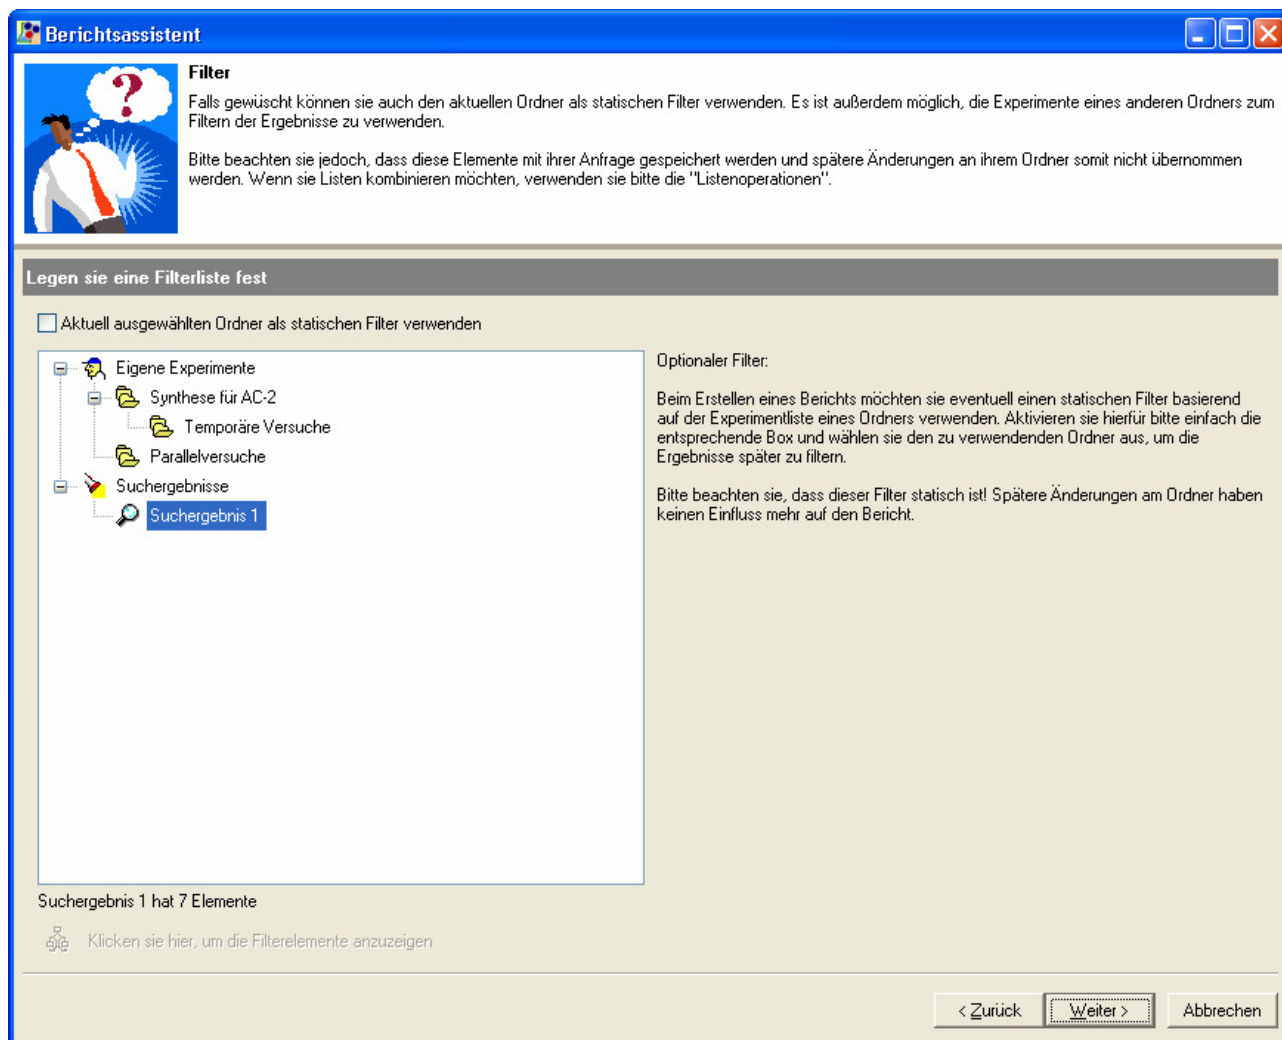 Berichtsassistent
?
Filter
Falls gewüscht können sie auch den aktuellen Ordner als statischen Filter verwenden. Es ist außerdem möglich, die Experimente eines anderen Ordners zum
Filtern der Ergebnisse zu verwenden.
Bitte beachten sie jedoch, dass diese Elemente mit ihrer Anfrage gespeichert werden und spätere Änderungen an ihrem Ordner somit nicht übernommen
werden. Wenn sie Listen kombinieren möchten, verwenden sie bitte die "Listenoperationen".
Legen sie eine Filterliste fest
Aktuell ausgewählten Ordner als statischen Filter verwenden
Eigene Experimente
Synthese für AC-2
Temporäre Versuche
Parallelversuche
Suchergebnisse
Suchergebnis 1
Optionaler Filter:
Beim Erstellen eines Berichts möchten sie eventuell einen statischen Filter basierend
auf der Experimentliste eines Ordners verwenden. Aktivieren sie hierfür bitte einfach die
entsprechende Box und wählen sie den zu verwendenden Ordner aus, um die
Ergebnisse später zu filtern.
Bitte beachten sie, dass dieser Filter statisch ist! Spätere Änderungen am Ordner haben
keinen Einfluss mehr auf den Bericht.
Suchergebnis 1 hat 7 Elemente
Klicken sie hier, um die Filterelemente anzuzeigen
< Zurück
Weiter >
Abbrechen